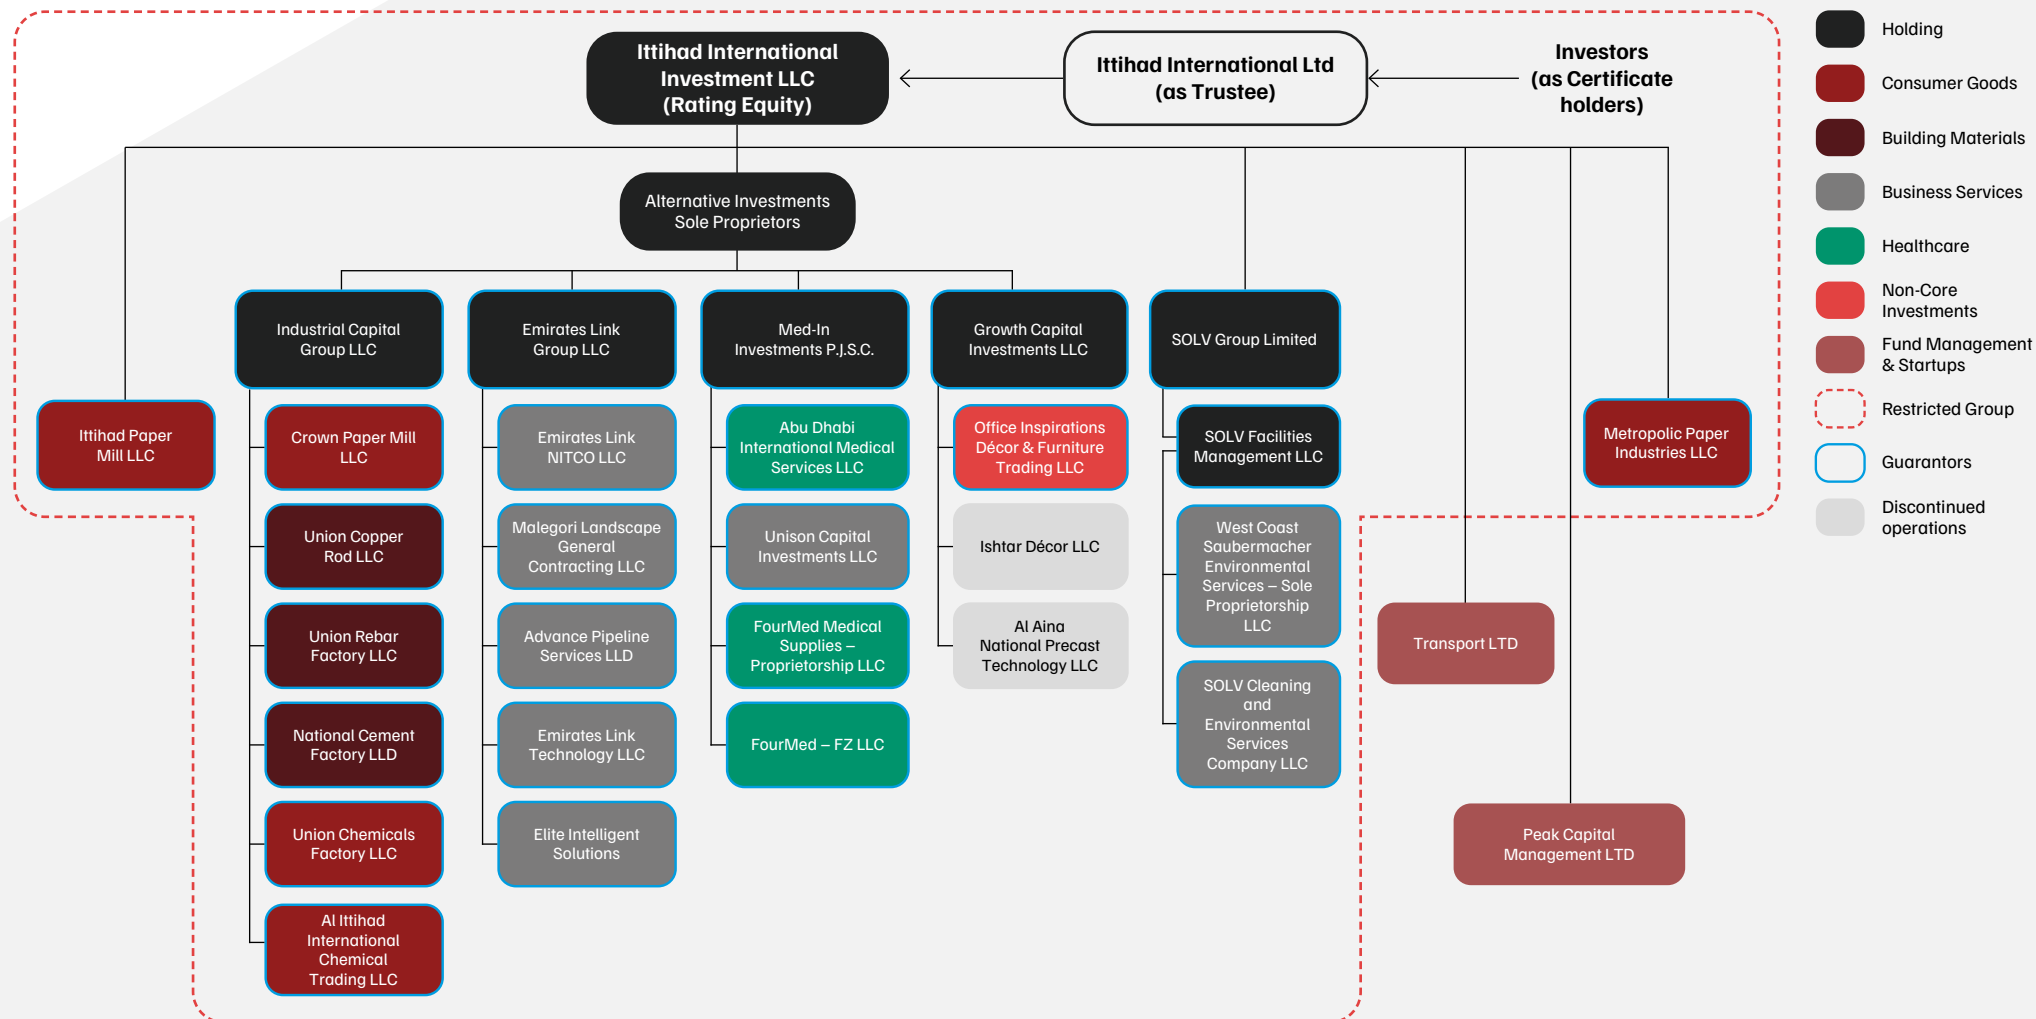 Ittihad International
Investment LLC
(Rating Equity)
Ittihad International Ltd
(as Trustee)
Investors
(as Certificate
holders)
Alternative Investments
Sole Proprietors
Industrial Capital
Group LLC
Emirates Link
Group LLC
Med-In
Investments P.J.S.C.
Growth Capital
Investments LLC
SOLV Group Limited
Ittihad Paper
Mill LLC
Crown Paper Mill
LLC
Union Copper
Rod LLC
Union Rebar
Factory LLC
National Cement
Factory LLD
Union Chemicals
Factory LLC
Al Ittihad
International
Chemical
Trading LLC
Emirates Link
NITCO LLC
Malegori Landscape
General
Contracting LLC
Advance Pipeline
Services LLD
Emirates Link
Technology LLC
Elite Intelligent
Solutions
Abu Dhabi
International Medical
Services LLC
Unison Capital
Investments LLC
FourMed Medical
Supplies –
Proprietorship LLC
FourMed – FZ LLC
Office Inspirations
Décor & Furniture
Trading LLC
Ishtar Décor LLC
Al Aina
National Precast
Technology LLC
SOLV Facilities
Management LLC
West Coast
Saubermacher
Environmental
Services – Sole
Proprietorship
LLC
SOLV Cleaning
and
Environmental
Services
Company LLC
Transport LTD
Peak Capital
Management LTD
Metropolic Paper
Industries LLC
Holding
Consumer Goods
Building Materials
Business Services
Healthcare
Non-Core
Investments
Fund Management
& Startups
Restricted Group
Guarantors
Discontinued
operations